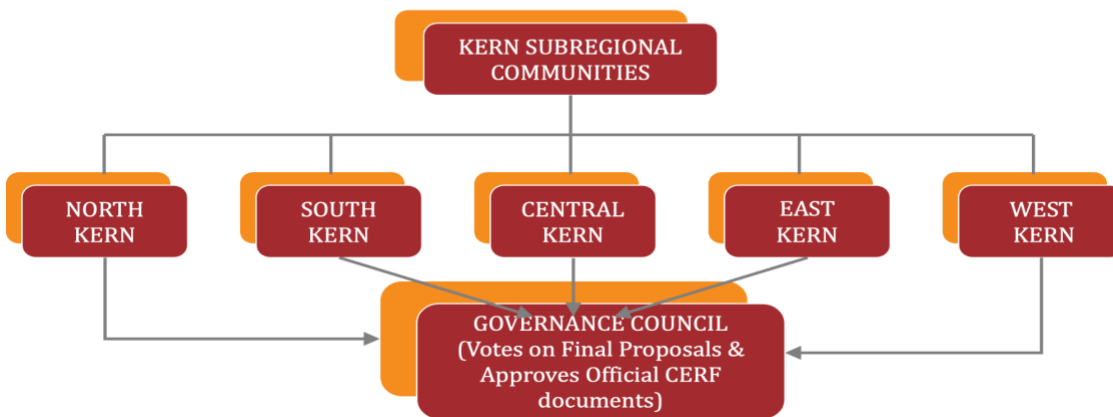 KERN SUBREGIONAL
COMMUNITIES
NORTH
KERN
SOUTH
KERN
CENTRAL
KERN
EAST
KERN
WEST
KERN
GOVERNANCE COUNCIL
(Votes on Final Proposals &
Approves Official CERF
documents)